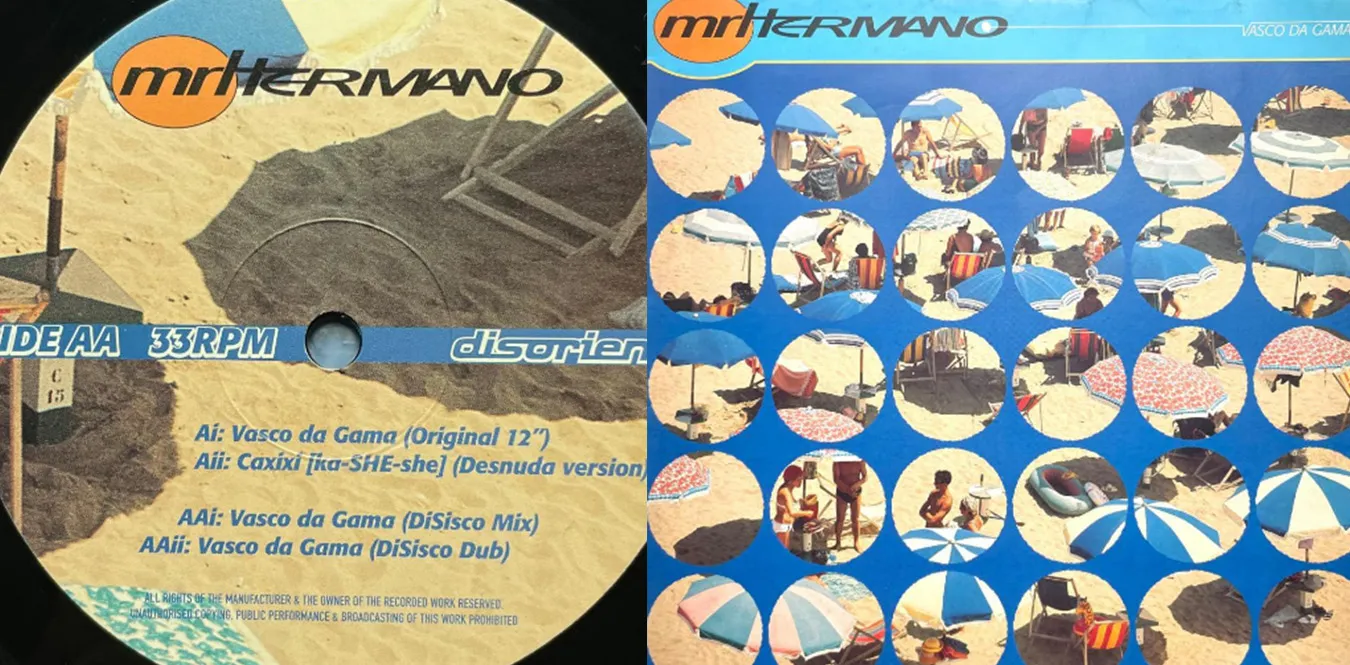 mrHERMANO
IDE AA 33RPM
disorien
C
15
Aí: Vasco da Gama (Original 12")
Aii: Caxixi [ka-SHE-she] (Desnuda version)
AAi: Vasco da Gama (DiSisco Mix)
AAii: Vasco da Gama (DiSisco Dub)
ALL RIGHTS OF THE MANUFACTURER & THE OWNER OF THE RECORDED WORK RESERVED.
UNAUTHORISED COPYING, PUBLIC PERFORMANCE & BROADCASTING OF THIS WORK PROHIBITED
mrHERMANO
VASCO DA GAMA